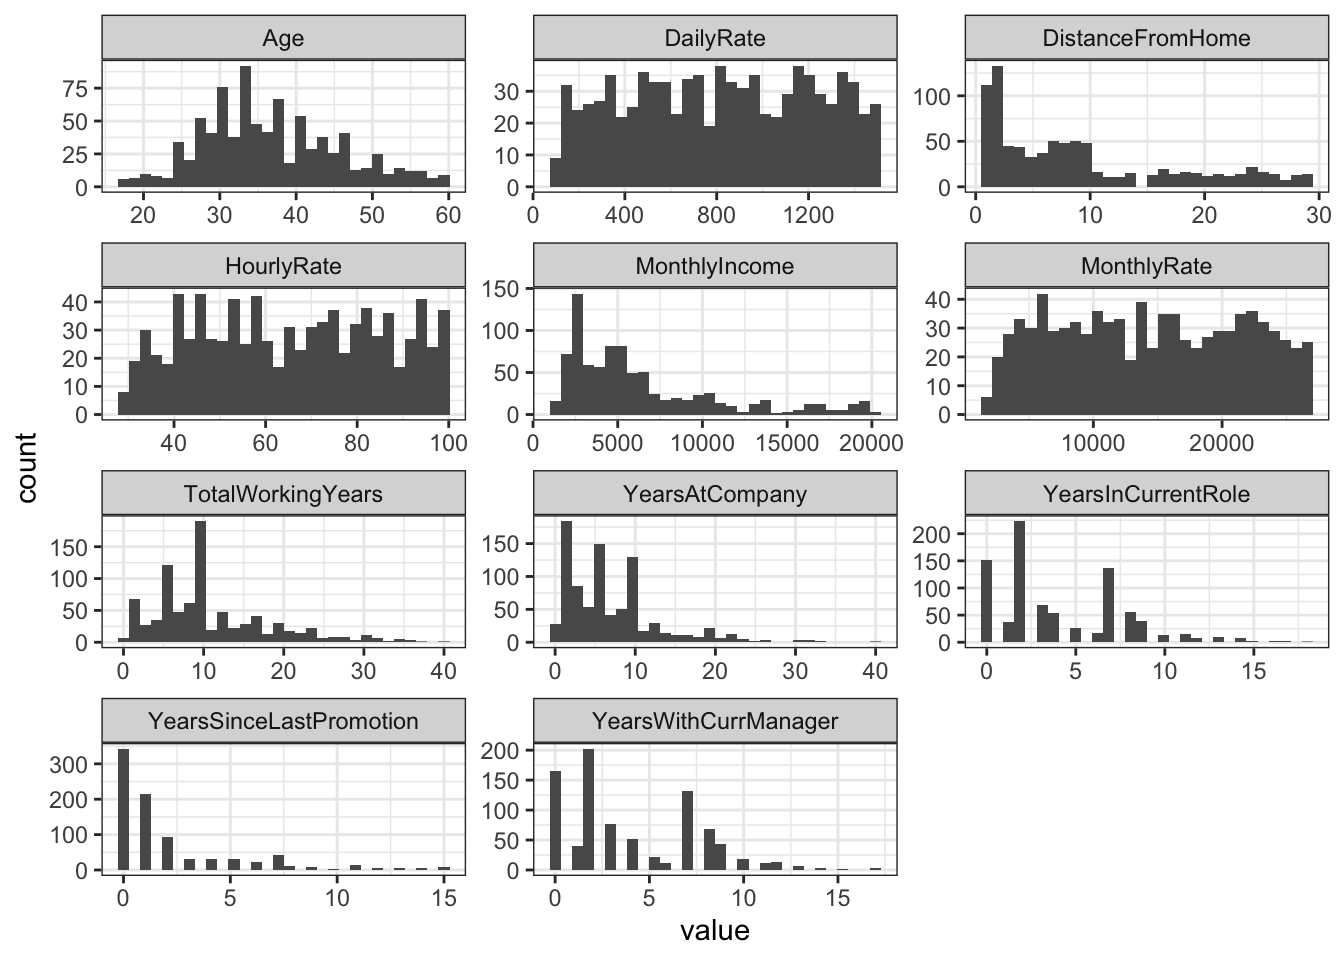 Age
DailyRate
DistanceFromHome
75
50
25
0
20 30 40 50 60
30
20
10
0
0 400 800 1200
100
50
0
0 10 20 30
HourlyRate
MonthlyIncome
MonthlyRate
40
30
20
10
0
40 60 80 100
150
100
50
0
0 5000 10000 15000 20000
40
30
20
10
0
10000 20000
count
TotalWorkingYears
YearsAtCompany
YearsInCurrentRole
150
100
50
0
0 10 20 30 40
150
100
50
0
0 10 20 30 40
200
150
100
50
0
0 5 10 15
YearsSinceLastPromotion
YearsWithCurrManager
300
200
100
0
0 5 10 15
200
150
100
50
0
0 5 10 15
value